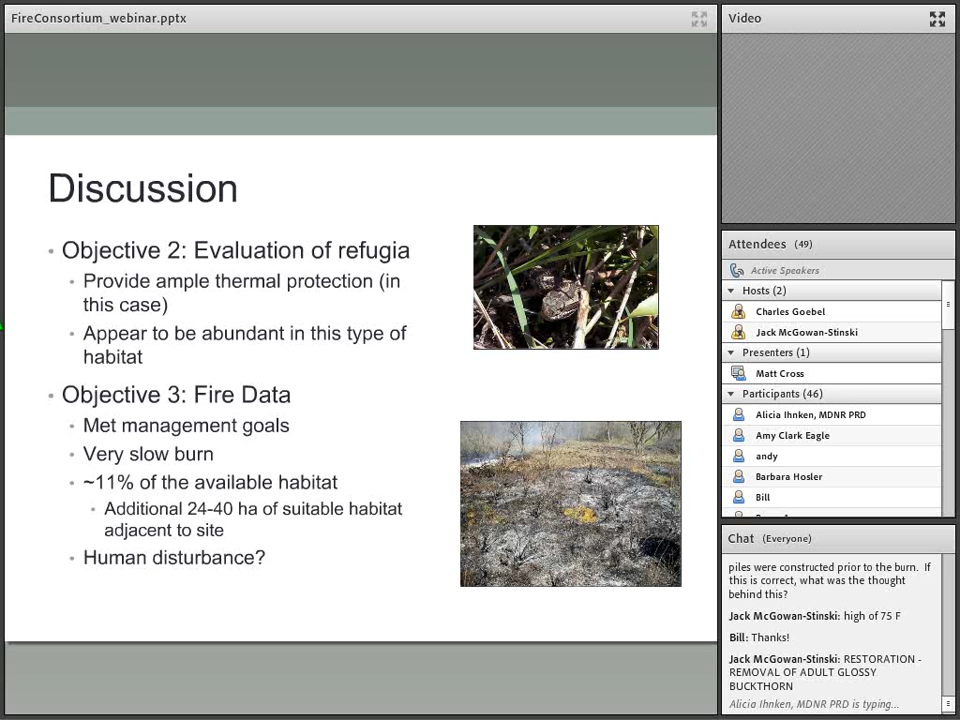 FireConsortium_webinar.pptx
Discussion
• Objective 2: Evaluation of refugia
• Provide ample thermal protection (in
this case)
• Appear to be abundant in this type of
habitat
• Objective 3: Fire Data
• Met management goals
• Very slow burn
• ~11% of the available habitat
• Additional 24-40 ha of suitable habitat
adjacent to site
• Human disturbance?
Video
Attendees (49)
Active Speakers
Hosts (2)
Charles Goebel
Jack McGowan-Stinski
Presenters (1)
Matt Cross
Participants (46)
Alicia Ihnken, MDNR PRD
Amy Clark Eagle
andy
Barbara Hosler
Bill
Chat (Everyone)
piles were constructed prior to the burn. If
this is correct, what was the thought
behind this?
Jack McGowan-Stinski: high of 75 F
Bill: Thanks!
Jack McGowan-Stinski: RESTORATION -
REMOVAL OF ADULT GLOSSY
BUCKTHORN
Alicia Ihnken, MDNR PRD is typing...